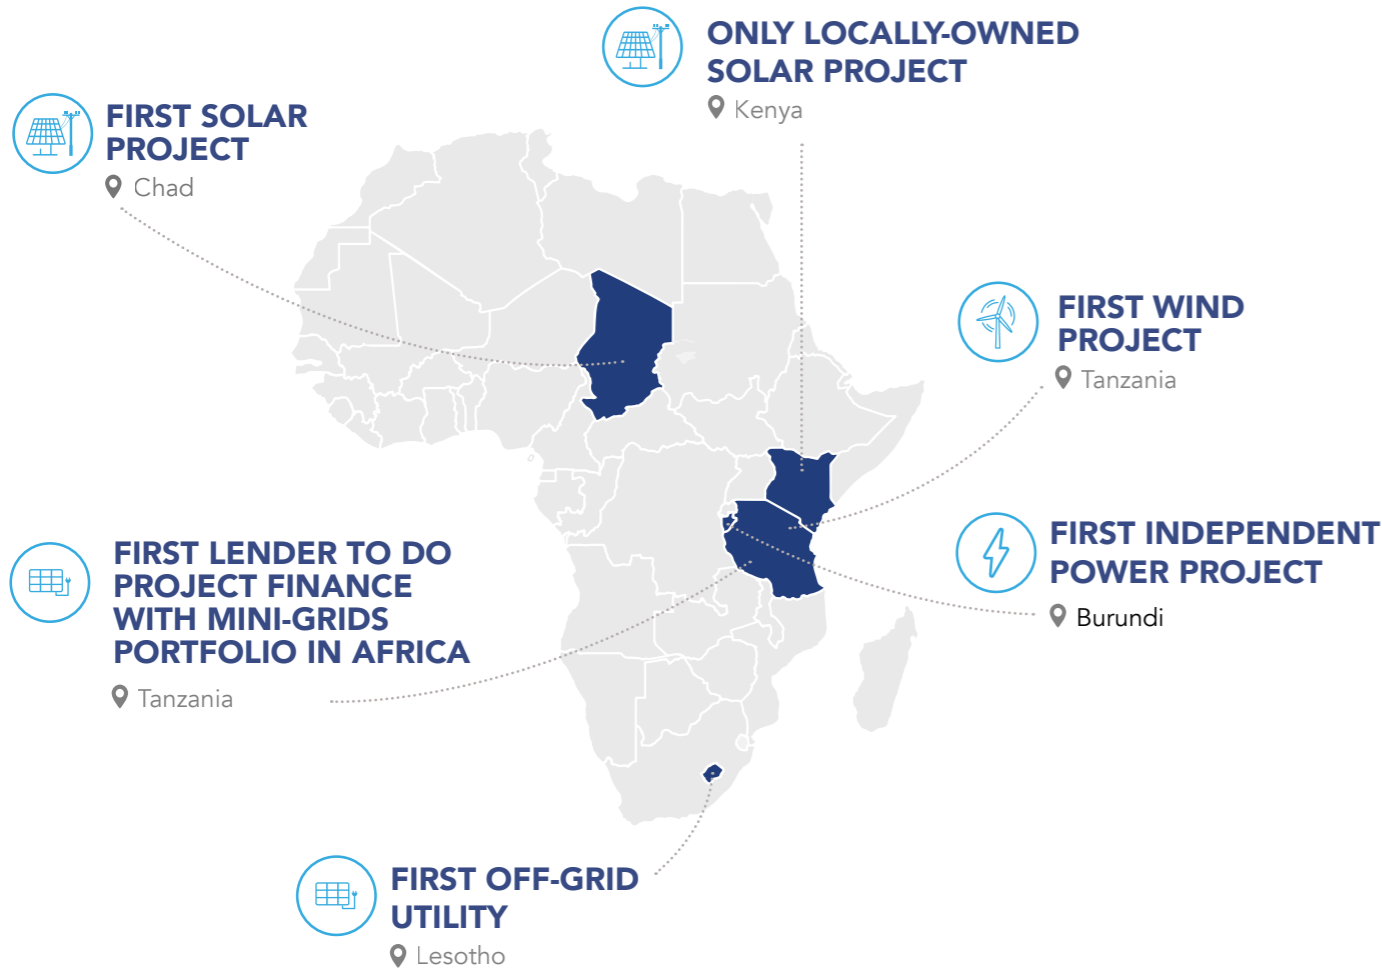 ONLY LOCALLY-OWNED
SOLAR PROJECT
Kenya
FIRST SOLAR
PROJECT
Chad
FIRST WIND
PROJECT
Tanzania
FIRST INDEPENDENT
POWER PROJECT
Burundi
FIRST LENDER TO DO
PROJECT FINANCE
WITH MINI-GRIDS
PORTFOLIO IN AFRICA
Tanzania
FIRST OFF-GRID
UTILITY
Lesotho